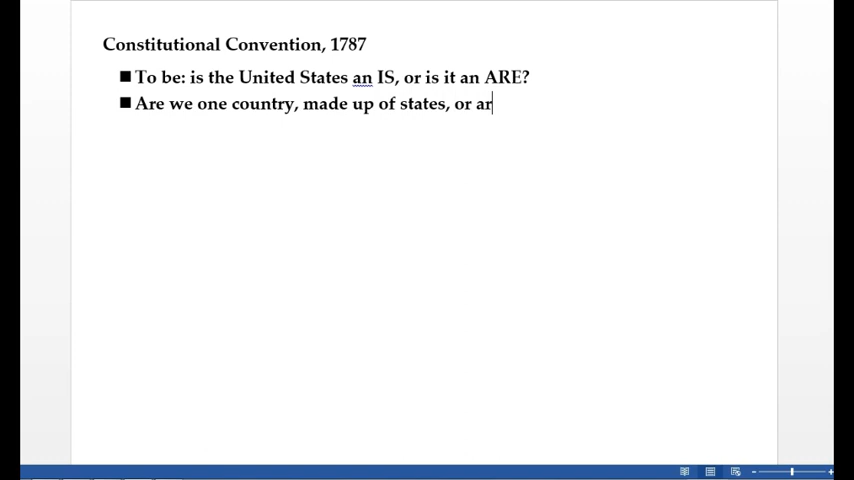 Constitutional Convention, 1787
■ To be: is the United States an IS, or is it an ARE?
■ Are we one country, made up of states, or ar